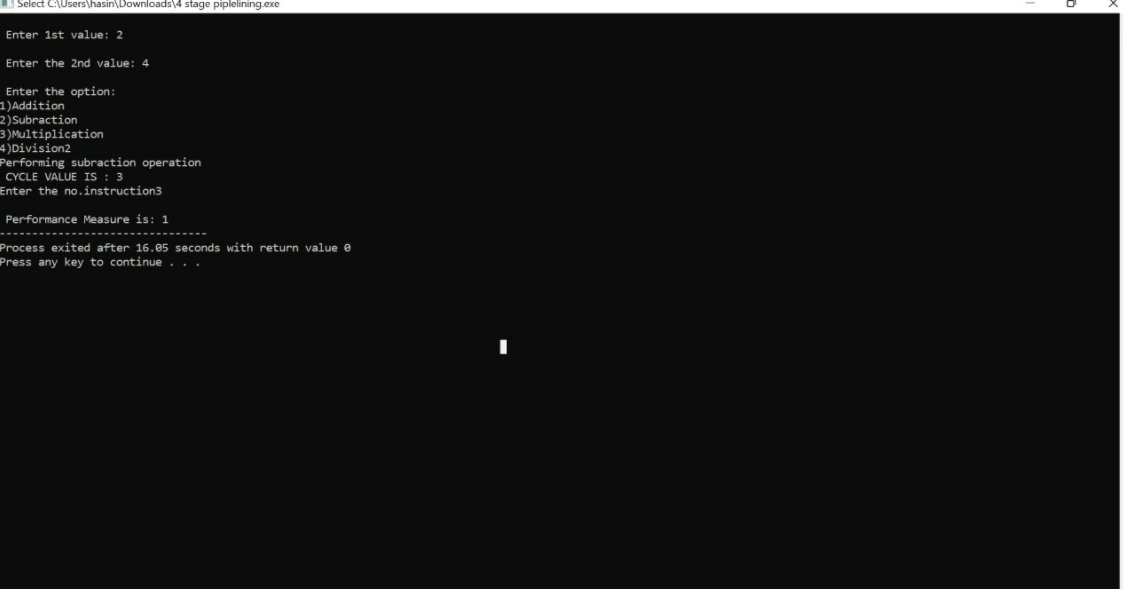 Select C:\Users\hasin\Downloads\4 stage piplelining.exe
Enter 1st value: 2
Enter the 2nd value: 4
Enter the option:
1)Addition
2)Subraction
3)Multiplication
4)Division2
Performing subraction operation
CYCLE VALUE IS : 3
Enter the no.instruction3
Performance Measure is: 1
--------------------------------
Process exited after 16.05 seconds with return value 0
Press any key to continue . . .